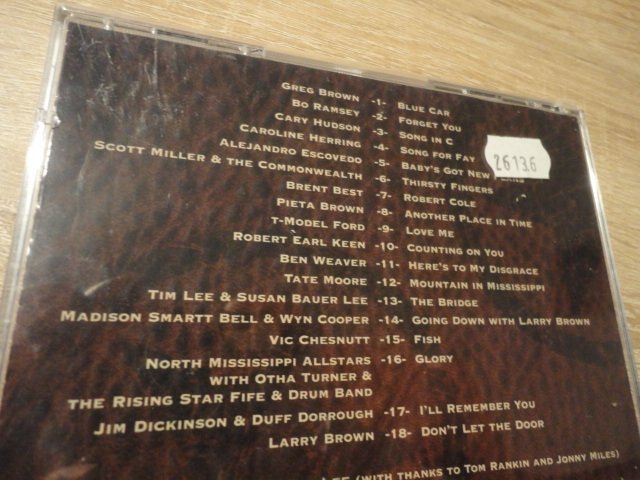 Greg Brown -1- Blue Car
Bo Ramsey -2- Forget You
Cary Hudson -3- Song in C
Caroline Herring -4- Song for Fay
Alejandro Escovedo -5- Baby's Got New
Scott Miller & the Commonwealth -6- Thirsty Fingers
Brent Best -7- Robert Cole
Pieta Brown -8- Another Place in Time
T-Model Ford -9- Love Me
Robert Earl Keen -10- Counting on You
Ben Weaver -11- Here's to My Disgrace
Tate Moore -12- Mountain in Mississippi
Tim Lee & Susan Bauer Lee -13- The Bridge
Madison Smartt Bell & Wyn Cooper -14- Going Down with Larry Brown
Vic Chesnutt -15- Fish
North Mississippi Allstars -16- Glory
with Otha Turner &
The Rising Star Fife & Drum Band
Jim Dickinson & Duff Dorrough -17- I'll Remember You
Larry Brown -18- Don't Let the Door
(with thanks to Tom Rankin and Jonny Miles)
26136